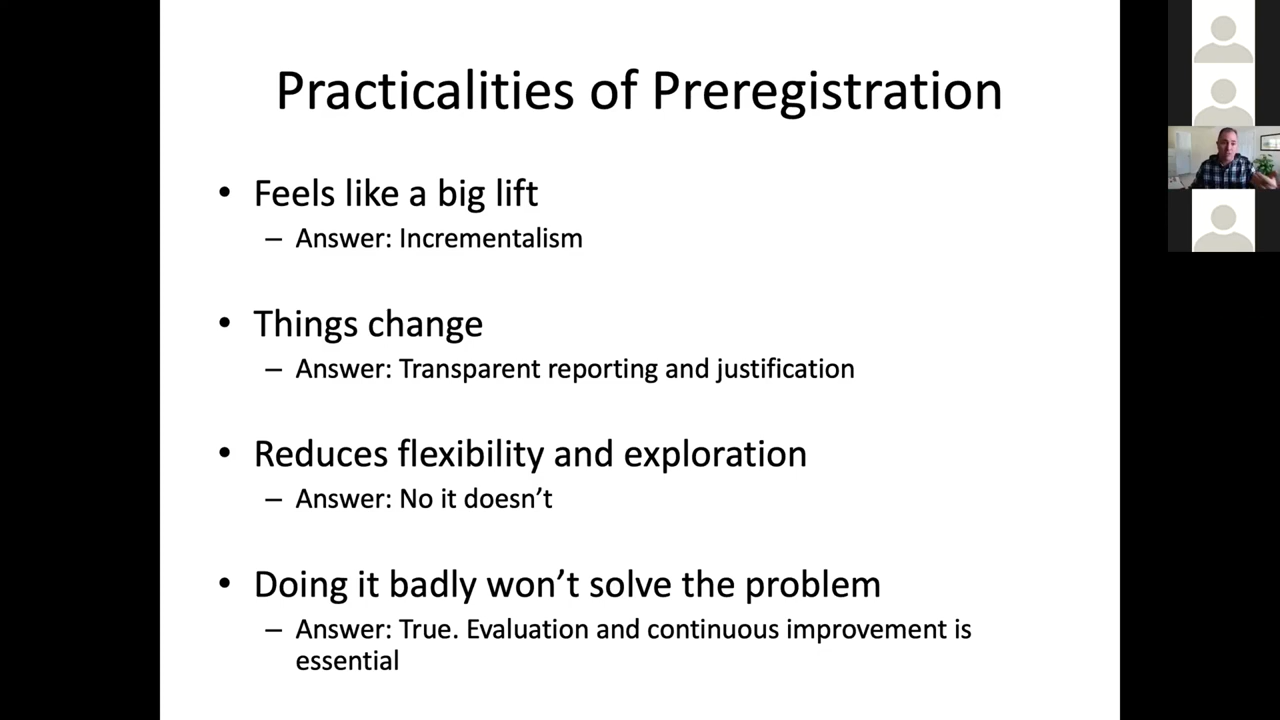 Practicalities of Preregistration
• Feels like a big lift
– Answer: Incrementalism
• Things change
– Answer: Transparent reporting and justification
• Reduces flexibility and exploration
– Answer: No it doesn’t
• Doing it badly won’t solve the problem
– Answer: True. Evaluation and continuous improvement is
essential